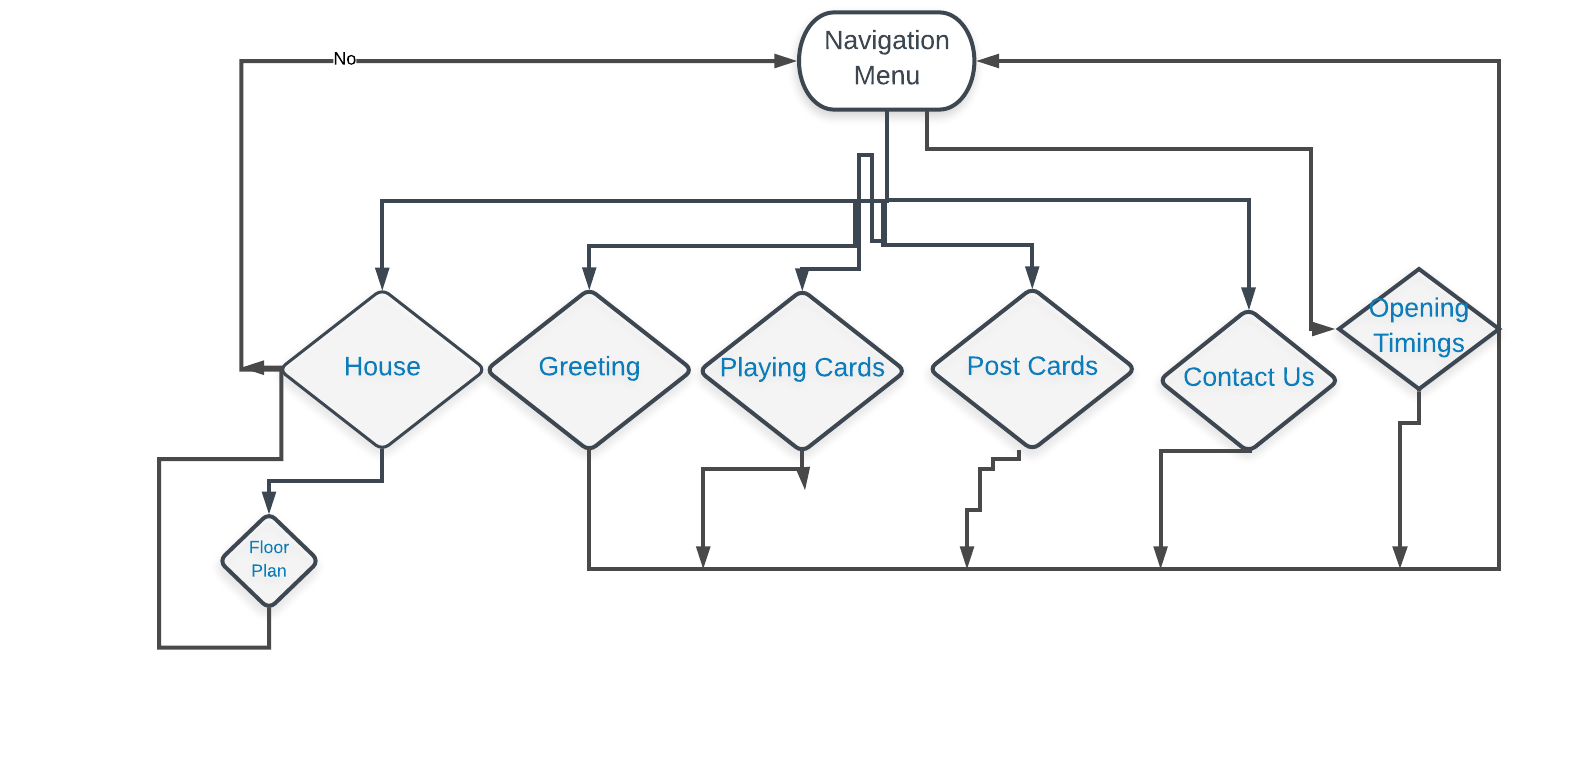 Navigation
Menu
No
House
Greeting
Playing Cards
Post Cards
Contact Us
Opening
Timings
Floor
Plan